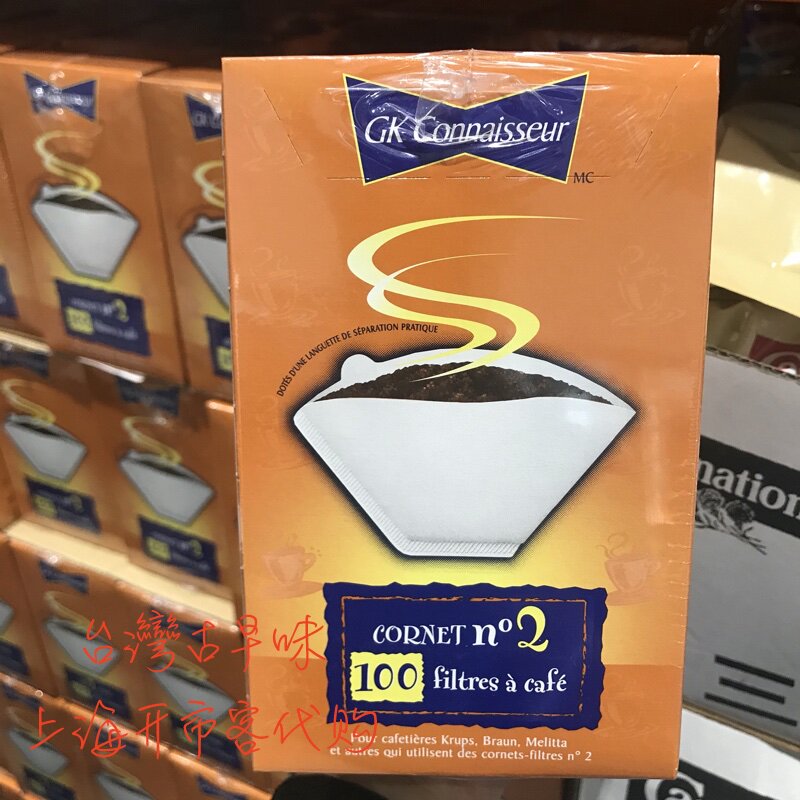 GK Connaisseur
MC
DOTÉS D'UNE LANGUETTE DE SÉPARATION PRATIQUE
CORNET nº2
100 filtres à café
Pour cafetières Krups, Braun, Melitta
et autres qui utilisent des cornets-filtres nº 2
台灣古早味
上海开市客代购
nation